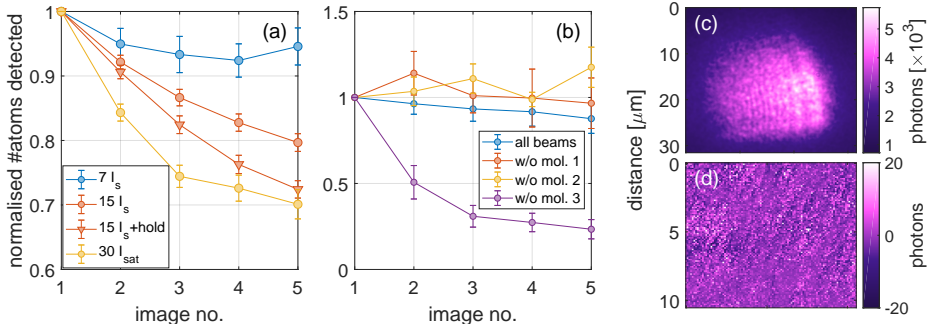 (a)
normalised #atoms detected
1
0.9
0.8
0.7
0.6
7 I_s
15 I_s
15 I_s+hold
30 I_sat
1 2 3 4 5
image no.
(b)
1.5
1
0.5
0
all beams
w/o mol. 1
w/o mol. 2
w/o mol. 3
1 2 3 4 5
image no.
(c)
distance [μm]
0
10
20
30
photons [×10³]
5
4
3
2
1
(d)
0
5
10
photons
20
0
-20